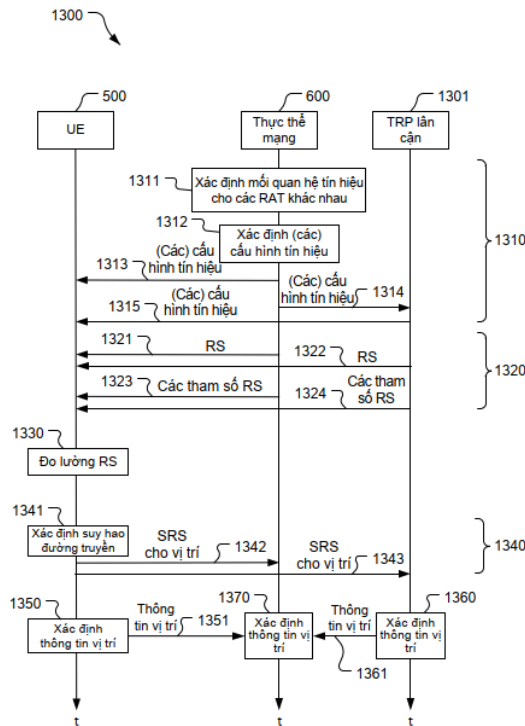 1300
500
600
1301
UE
Thực thể
mạng
TRP lân
cận
1311
Xác định mối quan hệ tín hiệu
cho các RAT khác nhau
1312
Xác định (các)
cấu hình tín hiệu
1310
1313
(Các) cấu
hình tín hiệu
(Các) cấu
hình tín hiệu
1314
1315
(Các) cấu
hình tín hiệu
1321
RS
1322
RS
1320
1323
Các tham số RS
1324
Các tham
số RS
1330
Đo lường RS
1341
Xác định suy hao
đường truyền
SRS
cho vị trí
1342
SRS
cho vị trí
1343
1340
1350
Xác định
thông tin vị trí
Thông
tin vị trí
1351
1370
Xác định
thông tin vị
trí
Thông
tin vị trí
1361
1360
Xác định
thông tin vị
trí
t
t
t